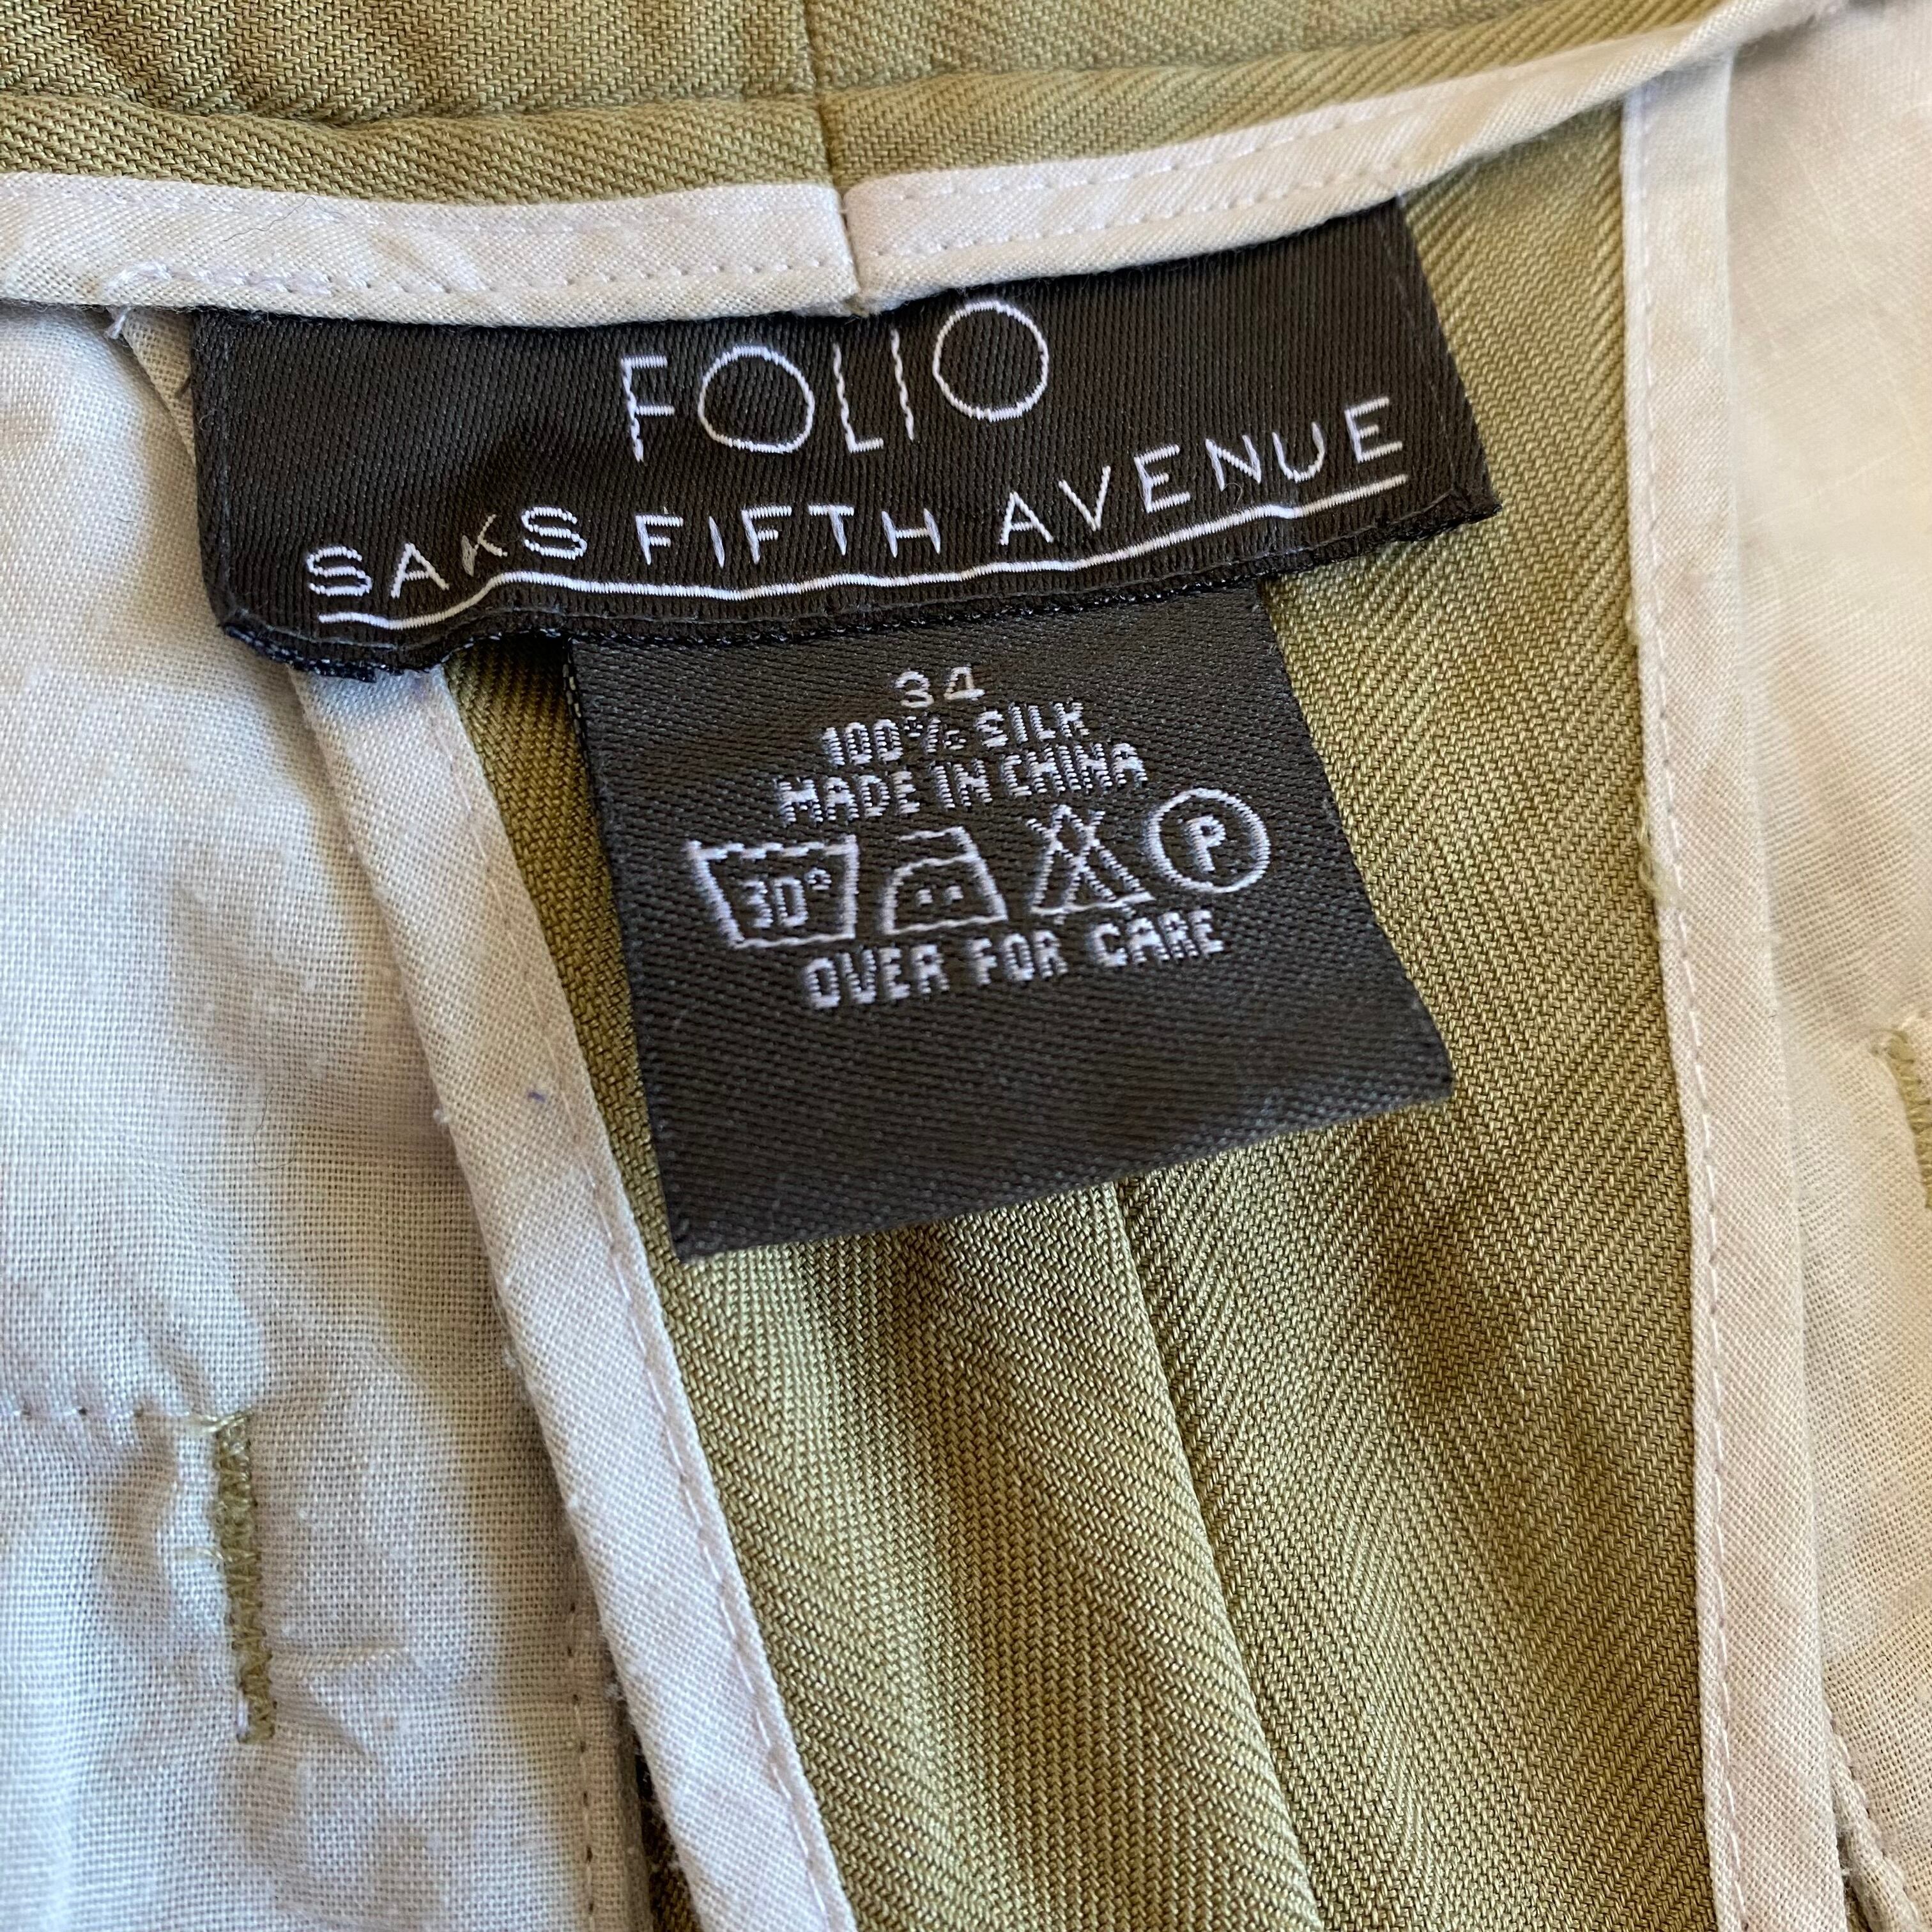 FOLIO
SAKS FIFTH AVENUE
34
100% SILK
MADE IN CHINA
30° P
OVER FOR CARE